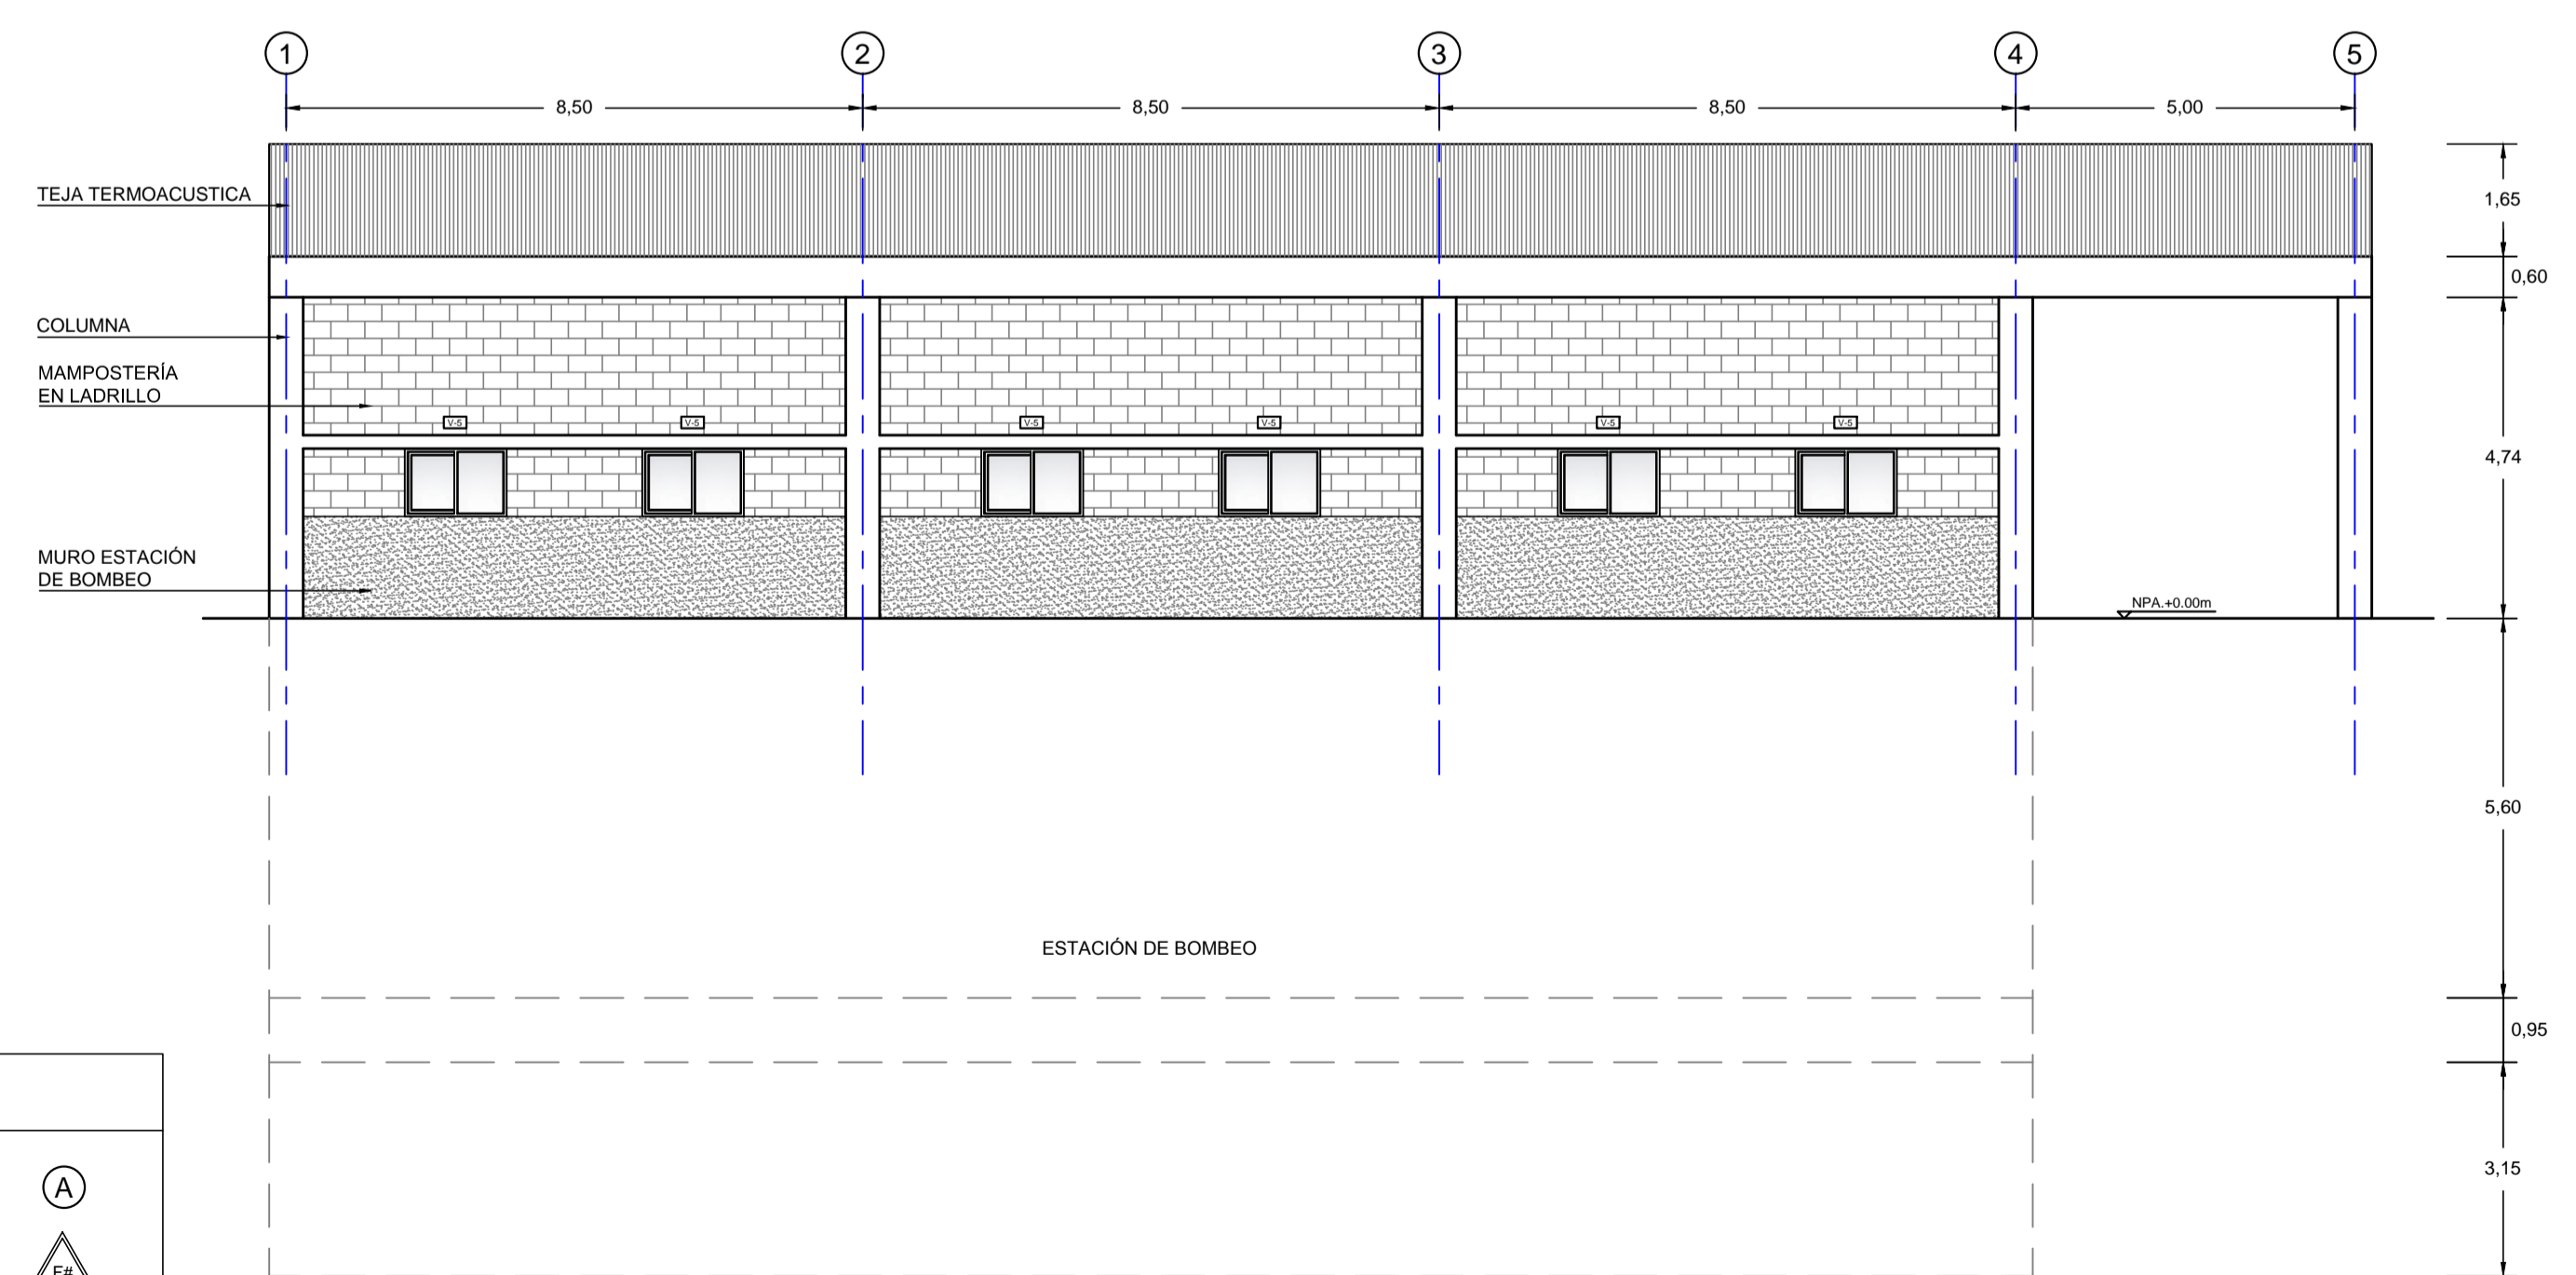 1
2
3
4
5
8,50
8,50
8,50
5,00
TEJA TERMOACUSTICA
1,65
0,60
COLUMNA
MAMPOSTERÍA
EN LADRILLO
V-5
V-5
V-5
V-5
V-5
V-5
4,74
MURO ESTACIÓN
DE BOMBEO
NPA.+0.00m
5,60
ESTACIÓN DE BOMBEO
0,95
3,15
A
E#